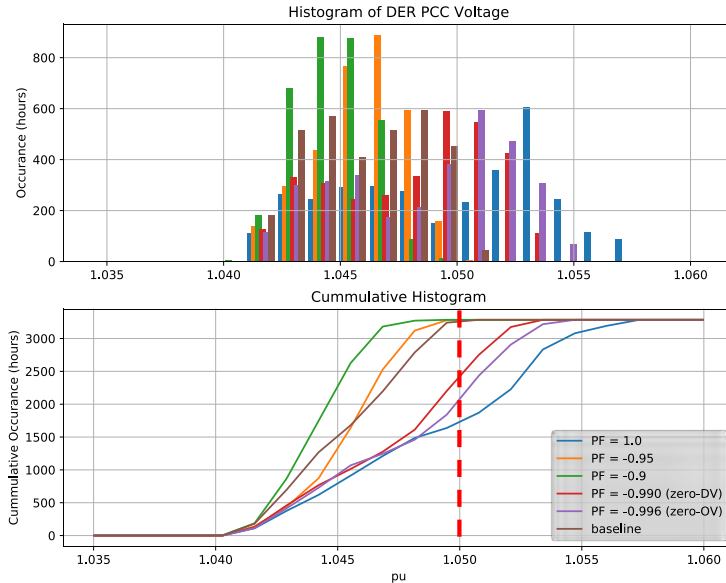 Histogram of DER PCC Voltage
Occurance (hours)
800
600
400
200
0
1.035 1.040 1.045 1.050 1.055 1.060
Cummulative Histogram
Cummulative Occurance (hours)
3000
2500
2000
1500
1000
500
0
PF = 1.0
PF = -0.95
PF = -0.9
PF = -0.990 (zero-DV)
PF = -0.996 (zero-OV)
baseline
1.035 1.040 1.045 1.050 1.055 1.060
pu